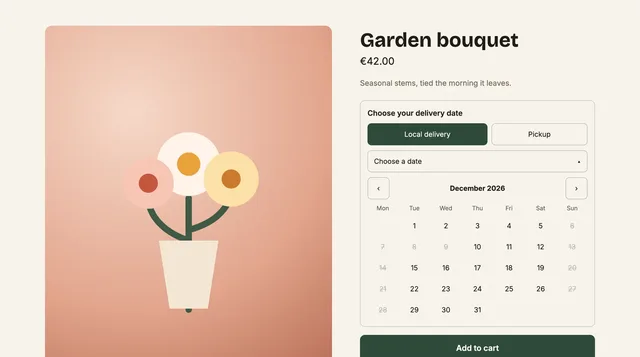 Garden bouquet
€42.00
Seasonal stems, tied the morning it leaves.
Choose your delivery date
Local delivery Pickup
Choose a date
‹ December 2026 ›
Mon Tue Wed Thu Fri Sat Sun
1 2 3 4 5 6
7 8 9 10 11 12 13
14 15 16 17 18 19 20
21 22 23 24 25 26 27
28 29 30 31
Add to cart